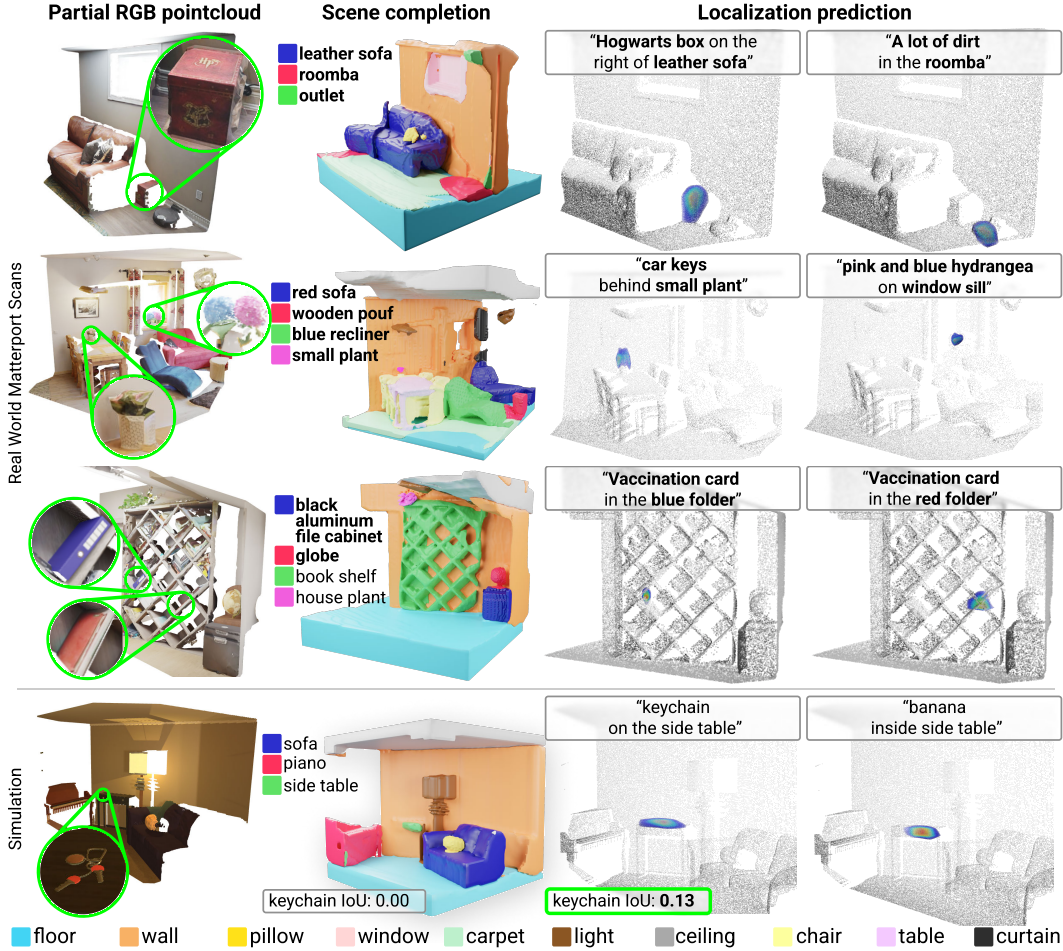 Partial RGB pointcloud
Scene completion
Localization prediction
Real World Matterport Scans
leather sofa
roomba
outlet
“Hogwarts box on the
right of leather sofa”
“A lot of dirt
in the roomba”
red sofa
wooden pouf
blue recliner
small plant
“car keys
behind small plant”
“pink and blue hydrangea
on window sill”
black
aluminum
file cabinet
globe
book shelf
house plant
“Vaccination card
in the blue folder”
“Vaccination card
in the red folder”
Simulation
sofa
piano
side table
“keychain
on the side table”
“banana
inside side table”
keychain IoU: 0.00
keychain IoU: 0.13
floor wall pillow window carpet light ceiling chair table curtain